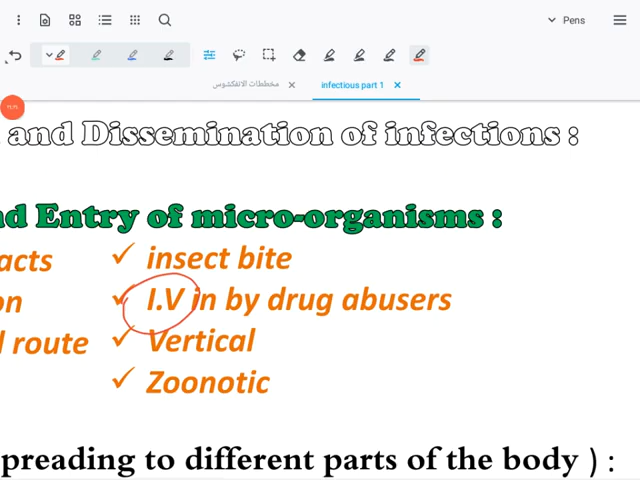 Pens
مخططات الانفكشوس
infectious part 1
and Dissemination of infections :
nd Entry of micro-organisms :
acts ✓ insect bite
on ✓ I.V in by drug abusers
l route ✓ Vertical
✓ Zoonotic
preading to different parts of the body ) :